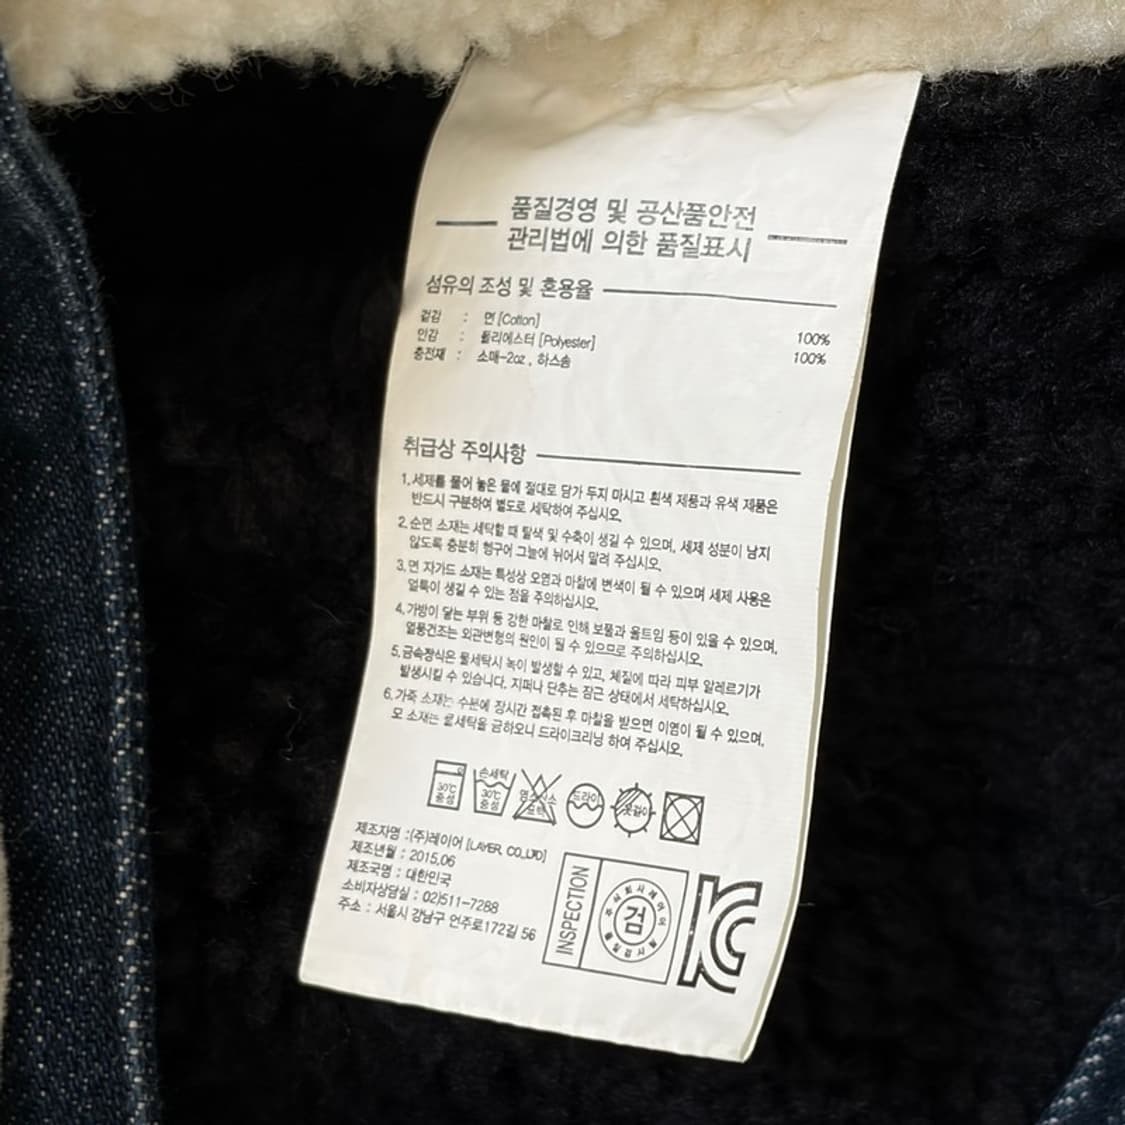 품질경영 및 공산품안전
관리법에 의한 품질표시
섬유의 조성 및 혼용율
겉감 : 면 [Cotton] 100%
안감 : 폴리에스터 [Polyester] 100%
충전재 : 소매-2oz , 하스솜
취급상 주의사항
1. 세제를 풀어 놓은 물에 절대로 담가 두지 마시고 흰색 제품과 유색 제품은
반드시 구분하여 별도로 세탁하여 주십시오.
2. 순면 소재는 세탁할 때 탈색 및 수축이 생길 수 있으며, 세제 성분이 남지
않도록 충분히 헹구어 그늘에 뉘어서 말려 주십시오.
3. 면 자가드 소재는 특성상 오염과 마찰에 변색이 될 수 있으며 세제 사용은
얼룩이 생길 수 있는 점을 주의하십시오.
4. 가방이 닿는 부위 등 강한 마찰로 인해 보풀과 올트임 등이 있을 수 있으며,
열풍건조는 외관변형의 원인이 될 수 있으므로 주의하십시오.
5. 금속장식은 물세탁시 녹이 발생할 수 있고, 체질에 따라 피부 알레르기가
발생시킬 수 있습니다. 지퍼나 단추는 잠근 상태에서 세탁하십시오.
6. 가죽 소재는 수분에 장시간 접촉된 후 마찰을 받으면 이염이 될 수 있으며,
모 소재는 물세탁을 금하오니 드라이크리닝 하여 주십시오.
30℃
중성
손세탁
30℃
중성
염소산소
표백
드라이
옷걸이
제조자명 : (주)레이어 [LAYER, CO.,LTD]
제조년월 : 2015.06
제조국명 : 대한민국
소비자상담실 : 02)511-7288
주소 : 서울시 강남구 언주로172길 56
INSPECTION
주식회사레이어
검
품질검사필
KC